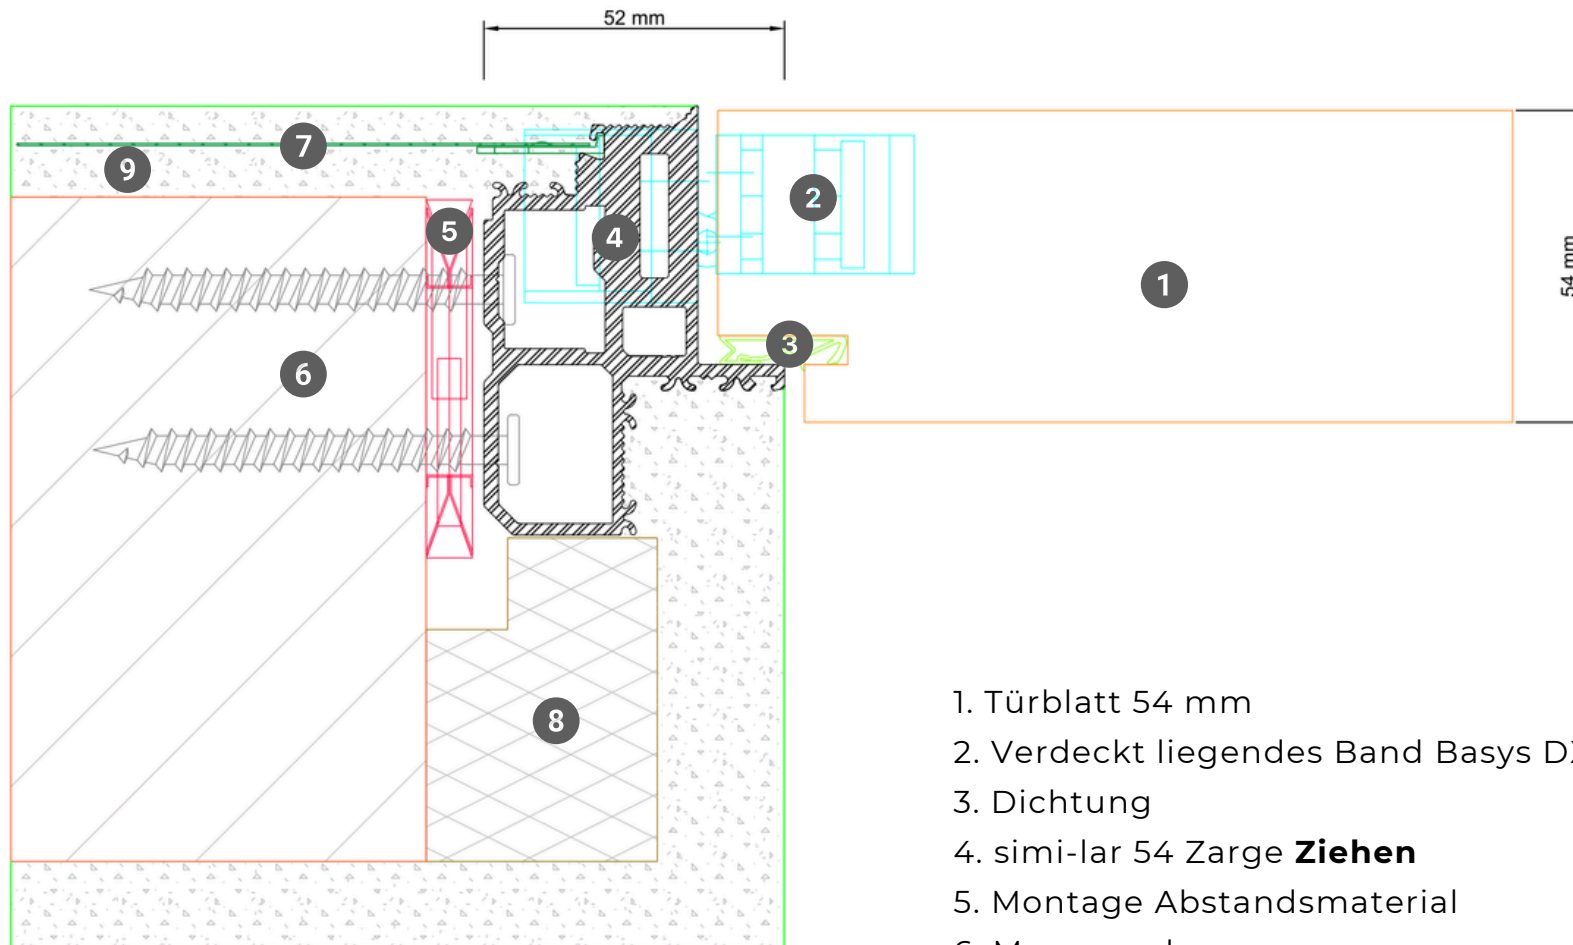 52 mm
7
9
2
5
4
1
54 mm
3
6
8
1. Türblatt 54 mm
2. Verdeckt liegendes Band Basys
3. Dichtung
4. simi-lar 54 Zarge Ziehen
5. Montage Abstandsmaterial